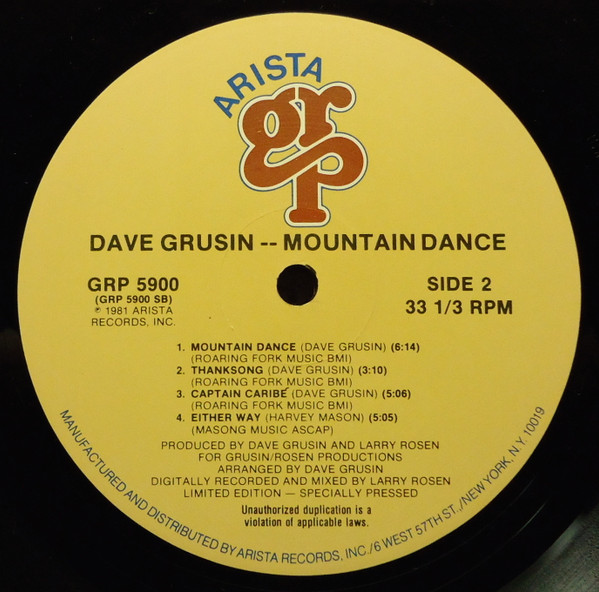 ARISTA
grp
DAVE GRUSIN -- MOUNTAIN DANCE
GRP 5900
(GRP 5900 SB)
℗ 1981 ARISTA
RECORDS, INC.
SIDE 2
33 1/3 RPM
1. MOUNTAIN DANCE (DAVE GRUSIN) (6:14)
(ROARING FORK MUSIC BMI)
2. THANKSONG (DAVE GRUSIN) (3:10)
(ROARING FORK MUSIC BMI)
3. CAPTAIN CARIBÉ (DAVE GRUSIN) (5:06)
(ROARING FORK MUSIC BMI)
4. EITHER WAY (HARVEY MASON) (5:05)
(MASONG MUSIC ASCAP)
PRODUCED BY DAVE GRUSIN AND LARRY ROSEN
FOR GRUSIN/ROSEN PRODUCTIONS
ARRANGED BY DAVE GRUSIN
DIGITALLY RECORDED AND MIXED BY LARRY ROSEN
LIMITED EDITION — SPECIALLY PRESSED
Unauthorized duplication is a
violation of applicable laws.
MANUFACTURED AND DISTRIBUTED BY ARISTA RECORDS, INC./6 WEST 57TH ST./NEW YORK, N.Y. 10019